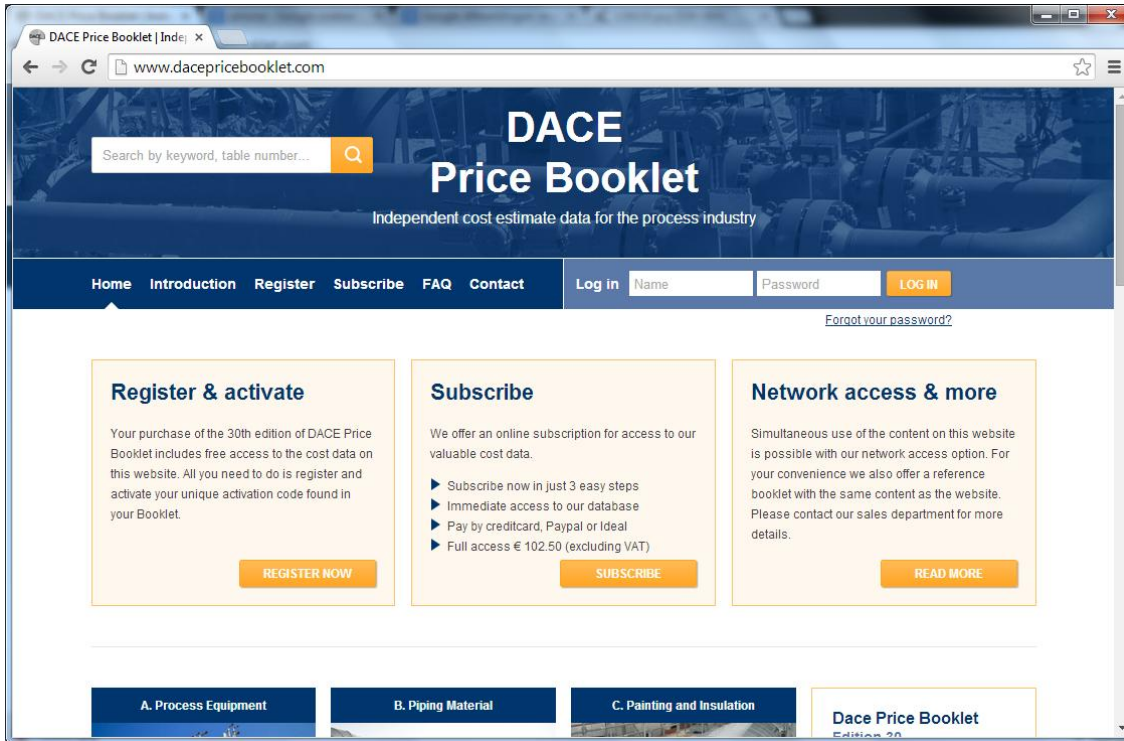 DACE Price Booklet | Inde
www.dacepricebooklet.com
DACE
Price Booklet
Search by keyword, table number...
Independent cost estimate data for the process industry
Home Introduction Register Subscribe FAQ Contact Log in Name Password LOG IN
Forgot your password?
Register & activate
Your purchase of the 30th edition of DACE Price
Booklet includes free access to the cost data on
this website. All you need to do is register and
activate your unique activation code found in
your Booklet.
REGISTER NOW
Subscribe
We offer an online subscription for access to our
valuable cost data.
Subscribe now in just 3 easy steps
Immediate access to our database
Pay by creditcard, Paypal or Ideal
Full access € 102.50 (excluding VAT)
SUBSCRIBE
Network access & more
Simultaneous use of the content on this website
is possible with our network access option. For
your convenience we also offer a reference
booklet with the same content as the website.
Please contact our sales department for more
details.
READ MORE
A. Process Equipment
B. Piping Material
C. Painting and Insulation
Dace Price Booklet
Edition 30